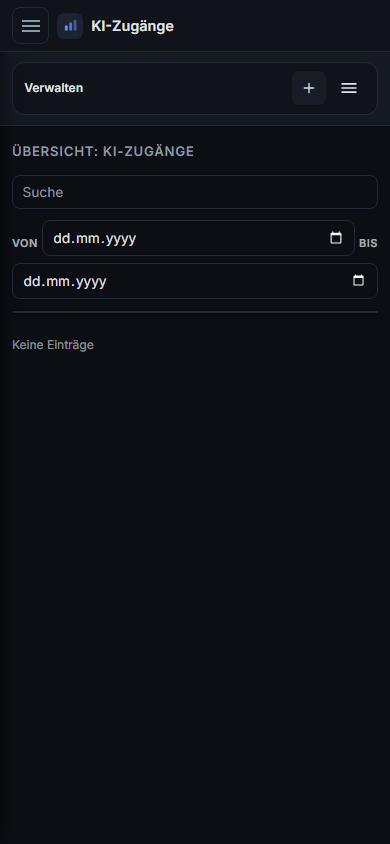 KI-Zugänge
Verwalten
ÜBERSICHT: KI-ZUGÄNGE
Suche
VON dd.mm.yyyy BIS
dd.mm.yyyy
Keine Einträge